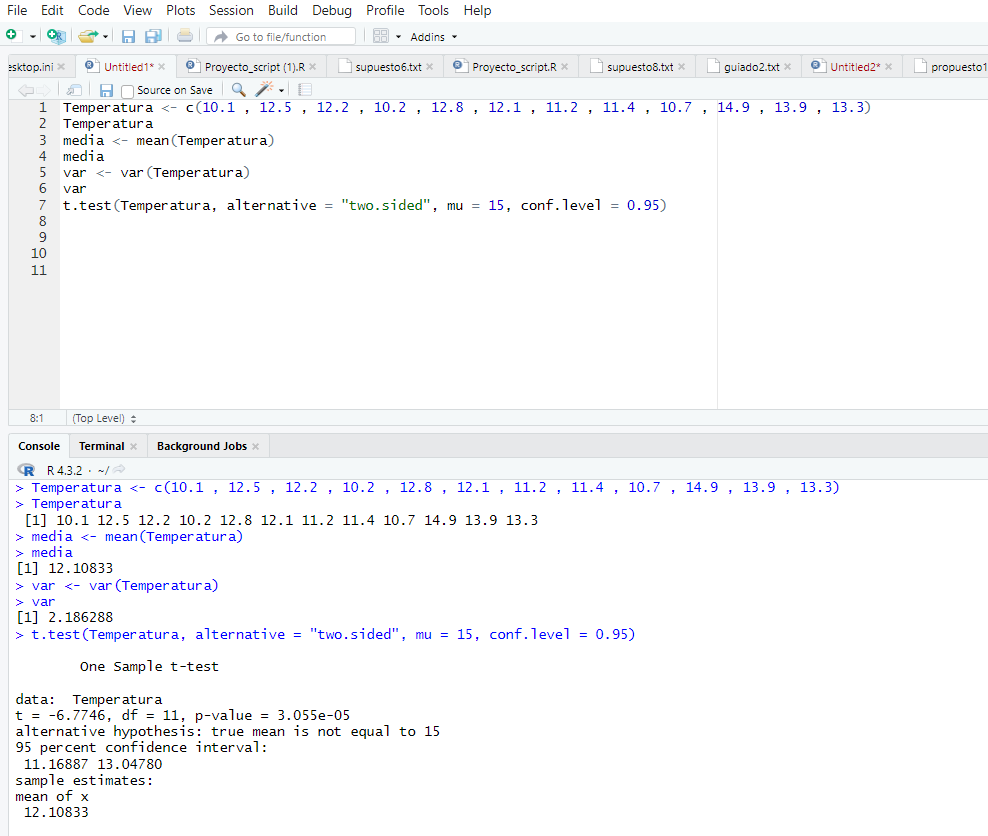 File Edit Code View Plots Session Build Debug Profile Tools Help
Go to file/function Addins
esktop.ini Untitled1* Proyecto_script (1).R supuesto6.txt Proyecto_script.R supuesto8.txt guiado2.txt Untitled2* propuesto1
Source on Save
1 Temperatura <- c(10.1 , 12.5 , 12.2 , 10.2 , 12.8 , 12.1 , 11.2 , 11.4 , 10.7 , 14.9 , 13.9 , 13.3)
2 Temperatura
3 media <- mean(Temperatura)
4 media
5 var <- var(Temperatura)
6 var
7 t.test(Temperatura, alternative = "two.sided", mu = 15, conf.level = 0.95)
8
9
10
11
8:1 (Top Level)
Console Terminal Background Jobs
R R 4.3.2 · ~/
> Temperatura <- c(10.1 , 12.5 , 12.2 , 10.2 , 12.8 , 12.1 , 11.2 , 11.4 , 10.7 , 14.9 , 13.9 , 13.3)
> Temperatura
[1] 10.1 12.5 12.2 10.2 12.8 12.1 11.2 11.4 10.7 14.9 13.9 13.3
> media <- mean(Temperatura)
> media
[1] 12.10833
> var <- var(Temperatura)
> var
[1] 2.186288
> t.test(Temperatura, alternative = "two.sided", mu = 15, conf.level = 0.95)
One Sample t-test
data: Temperatura
t = -6.7746, df = 11, p-value = 3.055e-05
alternative hypothesis: true mean is not equal to 15
95 percent confidence interval:
11.16887 13.04780
sample estimates:
mean of x
12.10833